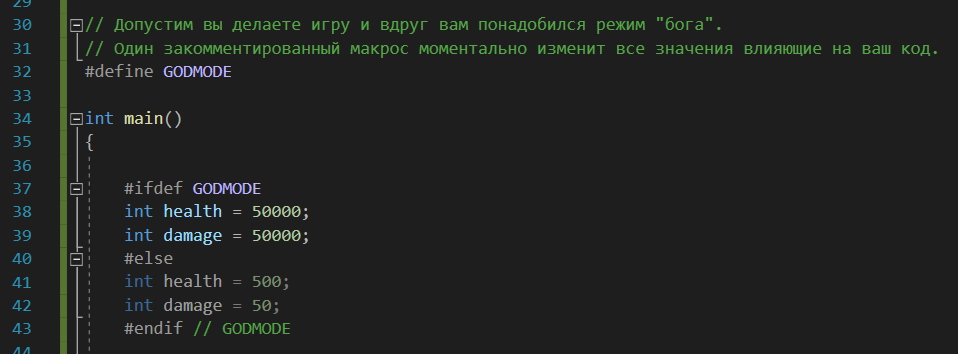 29
30 // Допустим вы делаете игру и вдруг вам понадобился режим "бога".
31 // Один закомментированный макрос моментально изменит все значения влияющие на ваш код.
32 #define GODMODE
33
34 int main()
35 {
36
37 #ifdef GODMODE
38 int health = 50000;
39 int damage = 50000;
40 #else
41 int health = 500;
42 int damage = 50;
43 #endif // GODMODE
44